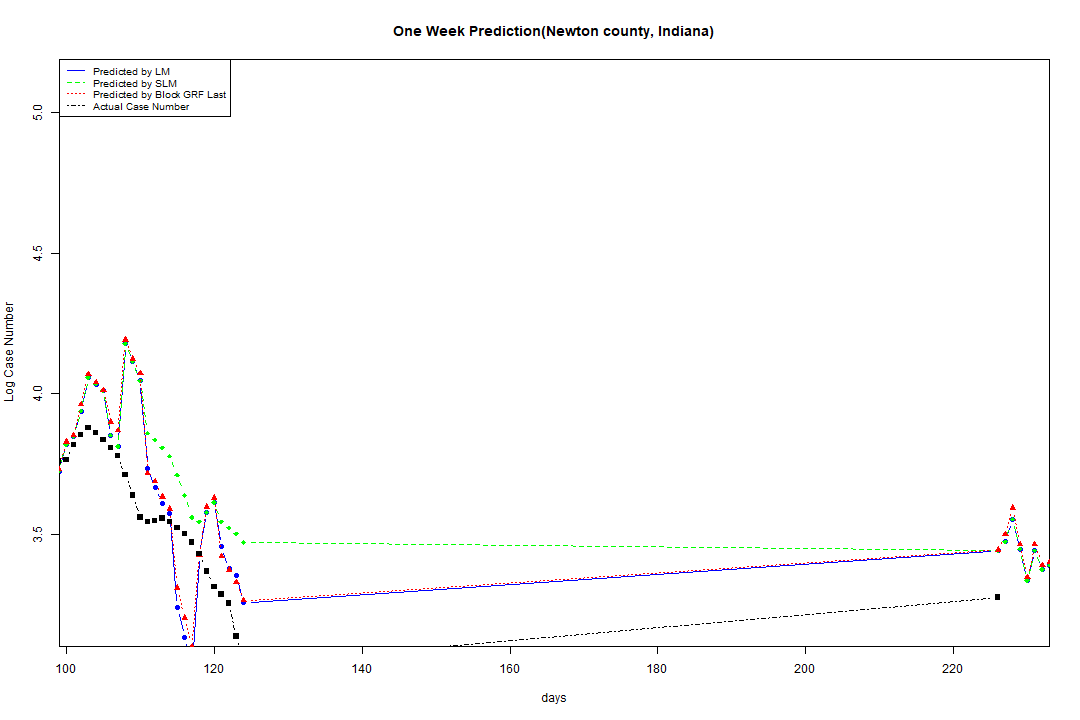 One Week Prediction(Newton county, Indiana)
Predicted by LM
Predicted by SLM
Predicted by Block GRF Last
Actual Case Number
5.0
4.5
4.0
3.5
Log Case Number
100 120 140 160 180 200 220
days